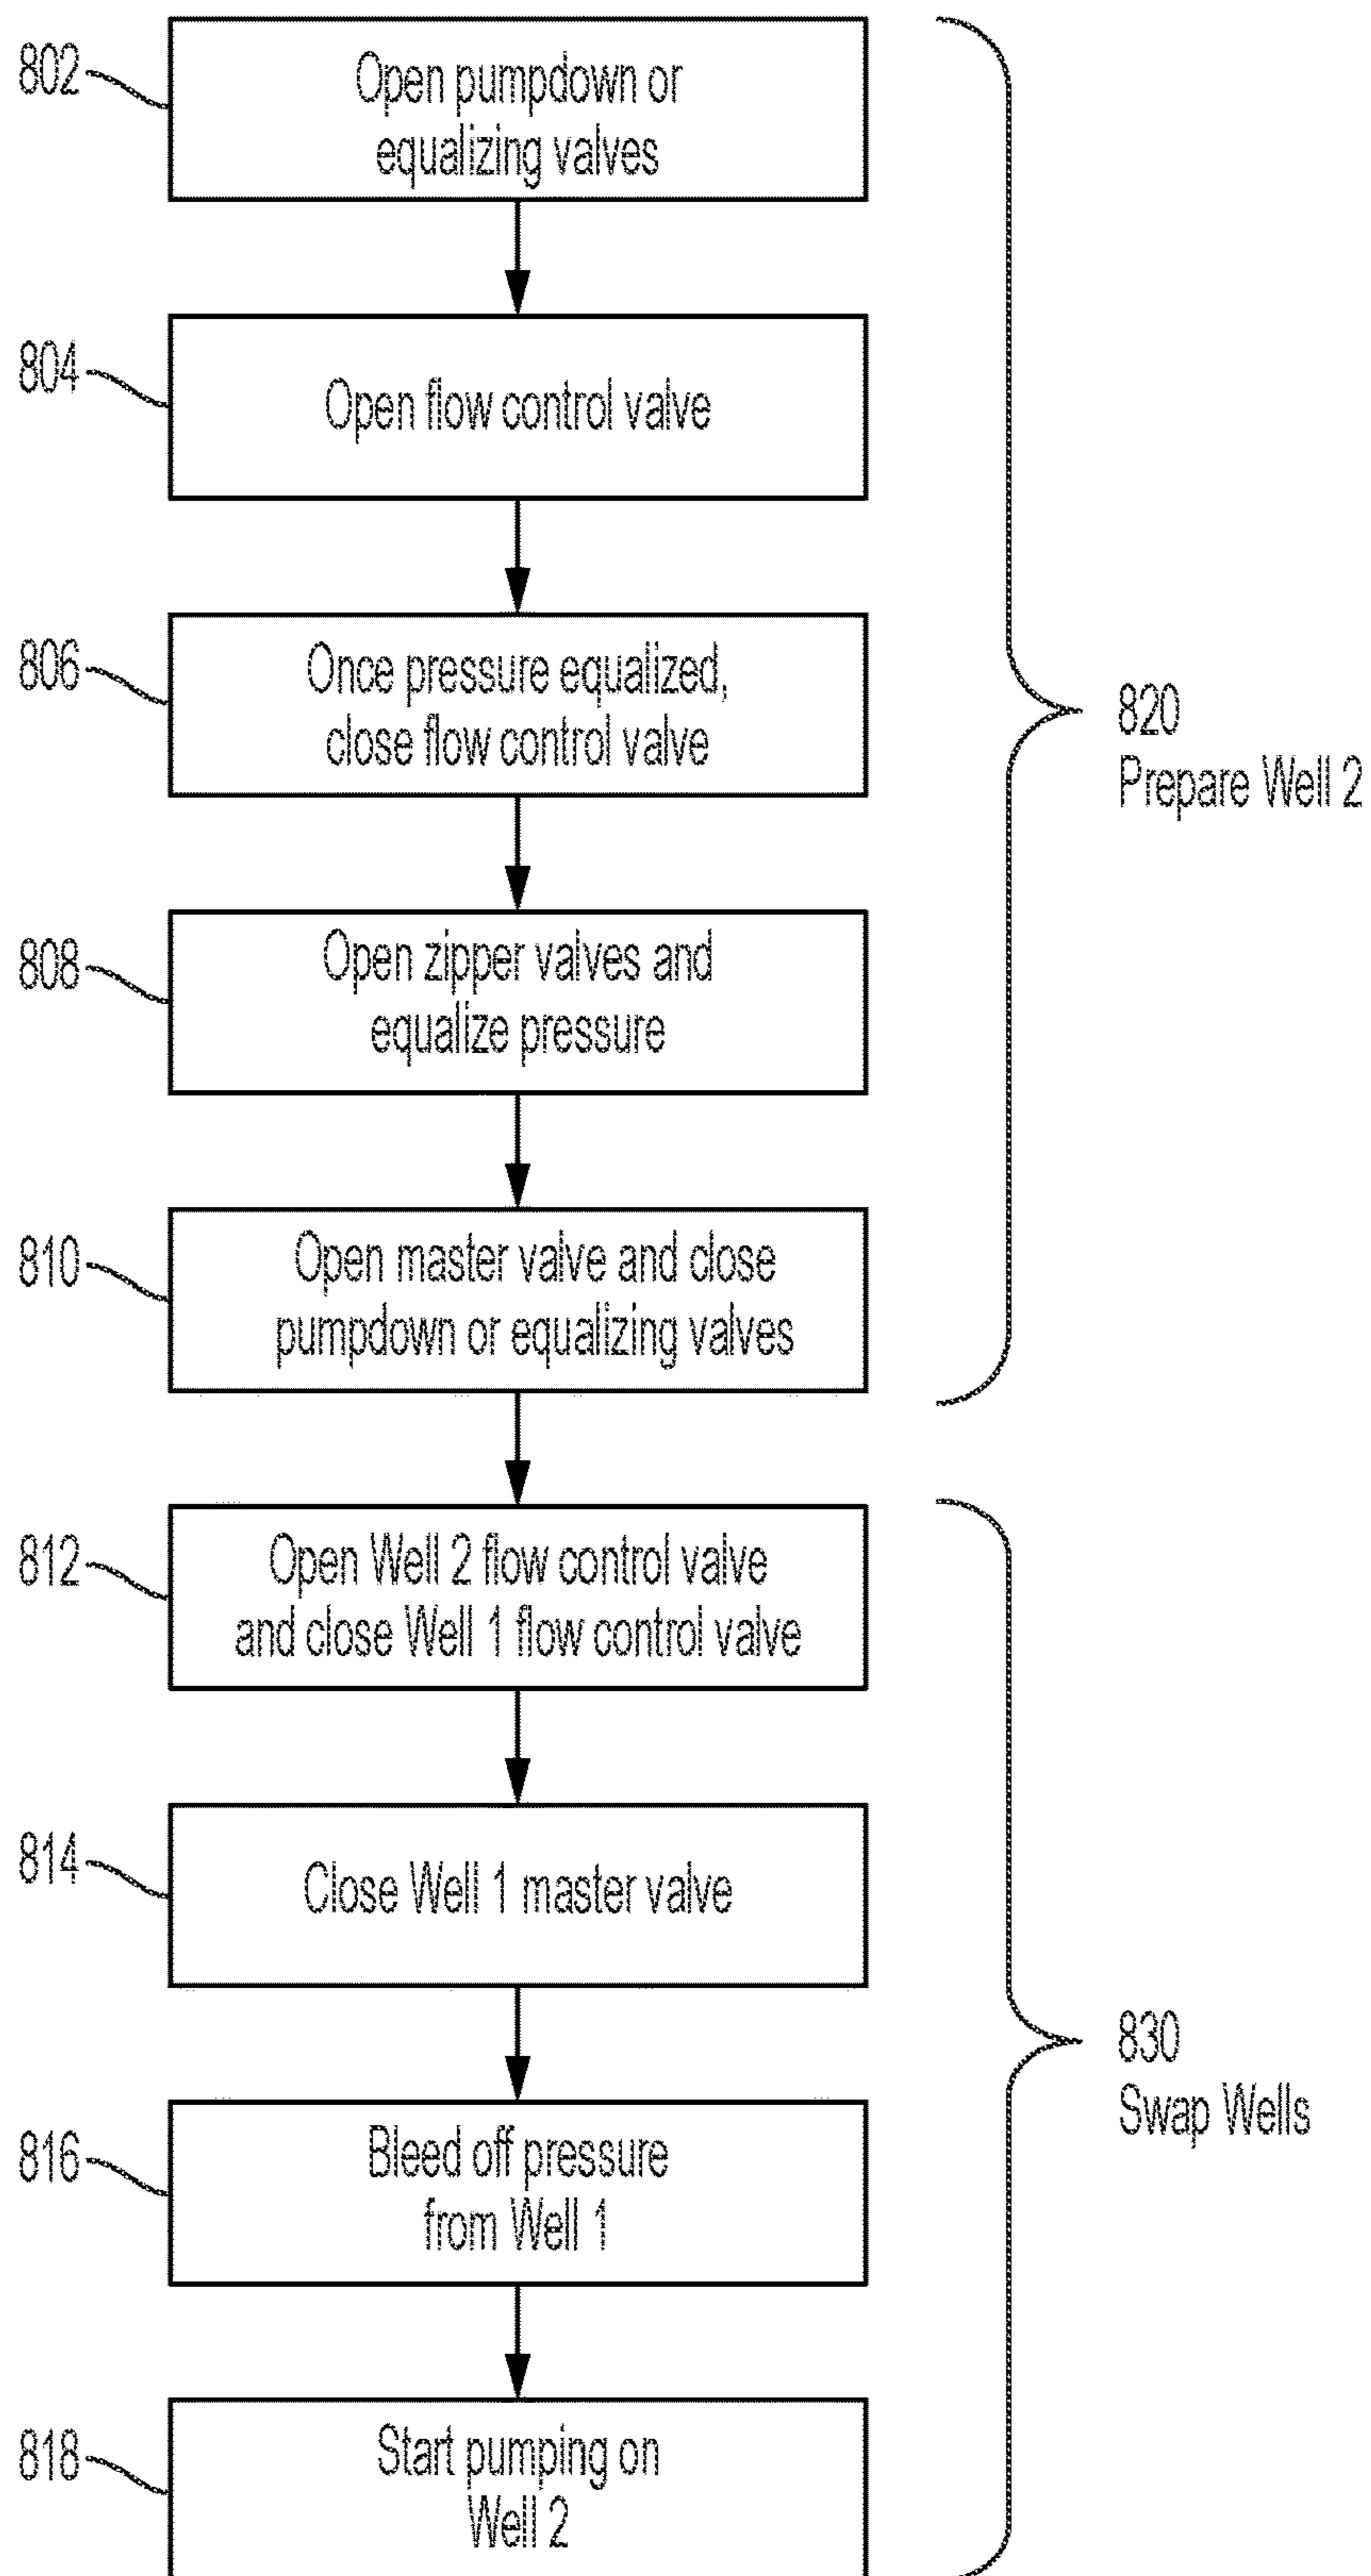 802
Open pumpdown or
equalizing valves
804
Open flow control valve
806
Once pressure equalized,
close flow control valve
808
Open zipper valves and
equalize pressure
810
Open master valve and close
pumpdown or equalizing valves
820
Prepare Well 2
812
Open Well 2 flow control valve
and close Well 1 flow control valve
814
Close Well 1 master valve
816
Bleed off pressure
from Well 1
818
Start pumping on
Well 2
830
Swap Wells